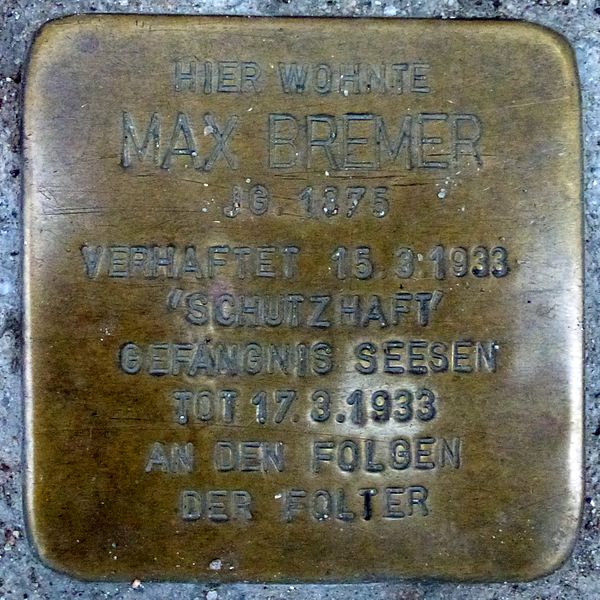 HIER WOHNTE
MAX BREMER
JG. 1875
VERHAFTET 15.3.1933
'SCHUTZHAFT'
GEFÄNGNIS SEESEN
TOT 17.3.1933
AN DEN FOLGEN
DER FOLTER